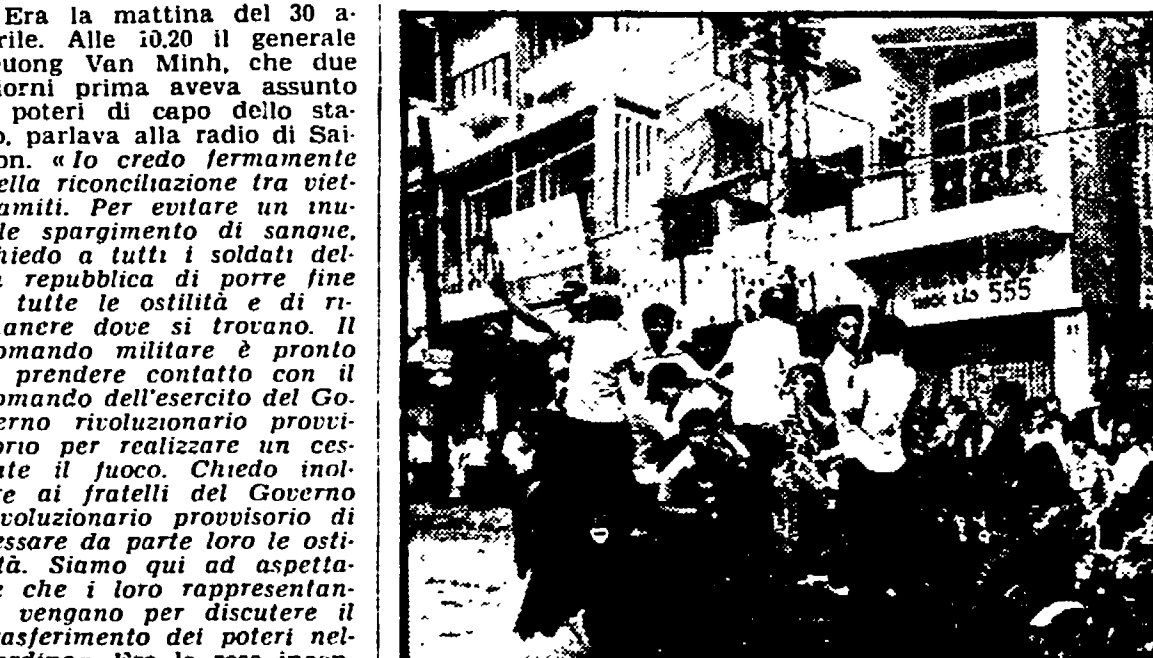 Era la mattina del 30 a-
rile. Alle 10.20 il generale
uong Van Minh, che due
iorni prima aveva assunto
poteri di capo dello sta-
o, parlava alla radio di Sai-
on. «Io credo fermamente
ella riconciliazione tra viet-
amiti. Per evitare un inu-
le spargimento di sangue,
hiedo a tutti i soldati del-
a repubblica di porre fine
tutte le ostilità e di ri-
anere dove si trovano. Il
omando militare è pronto
prendere contatto con il
omando dell'esercito del Go-
erno rivoluzionario provvi-
orio per realizzare un ces-
ate il fuoco. Chiedo inol-
re ai fratelli del Governo
voluzionario provvisorio di
essare da parte loro le osti-
tà. Siamo qui ad aspetta-
e che i loro rappresentan-
vengano per discutere il
rasferimento dei poteri nel-
555